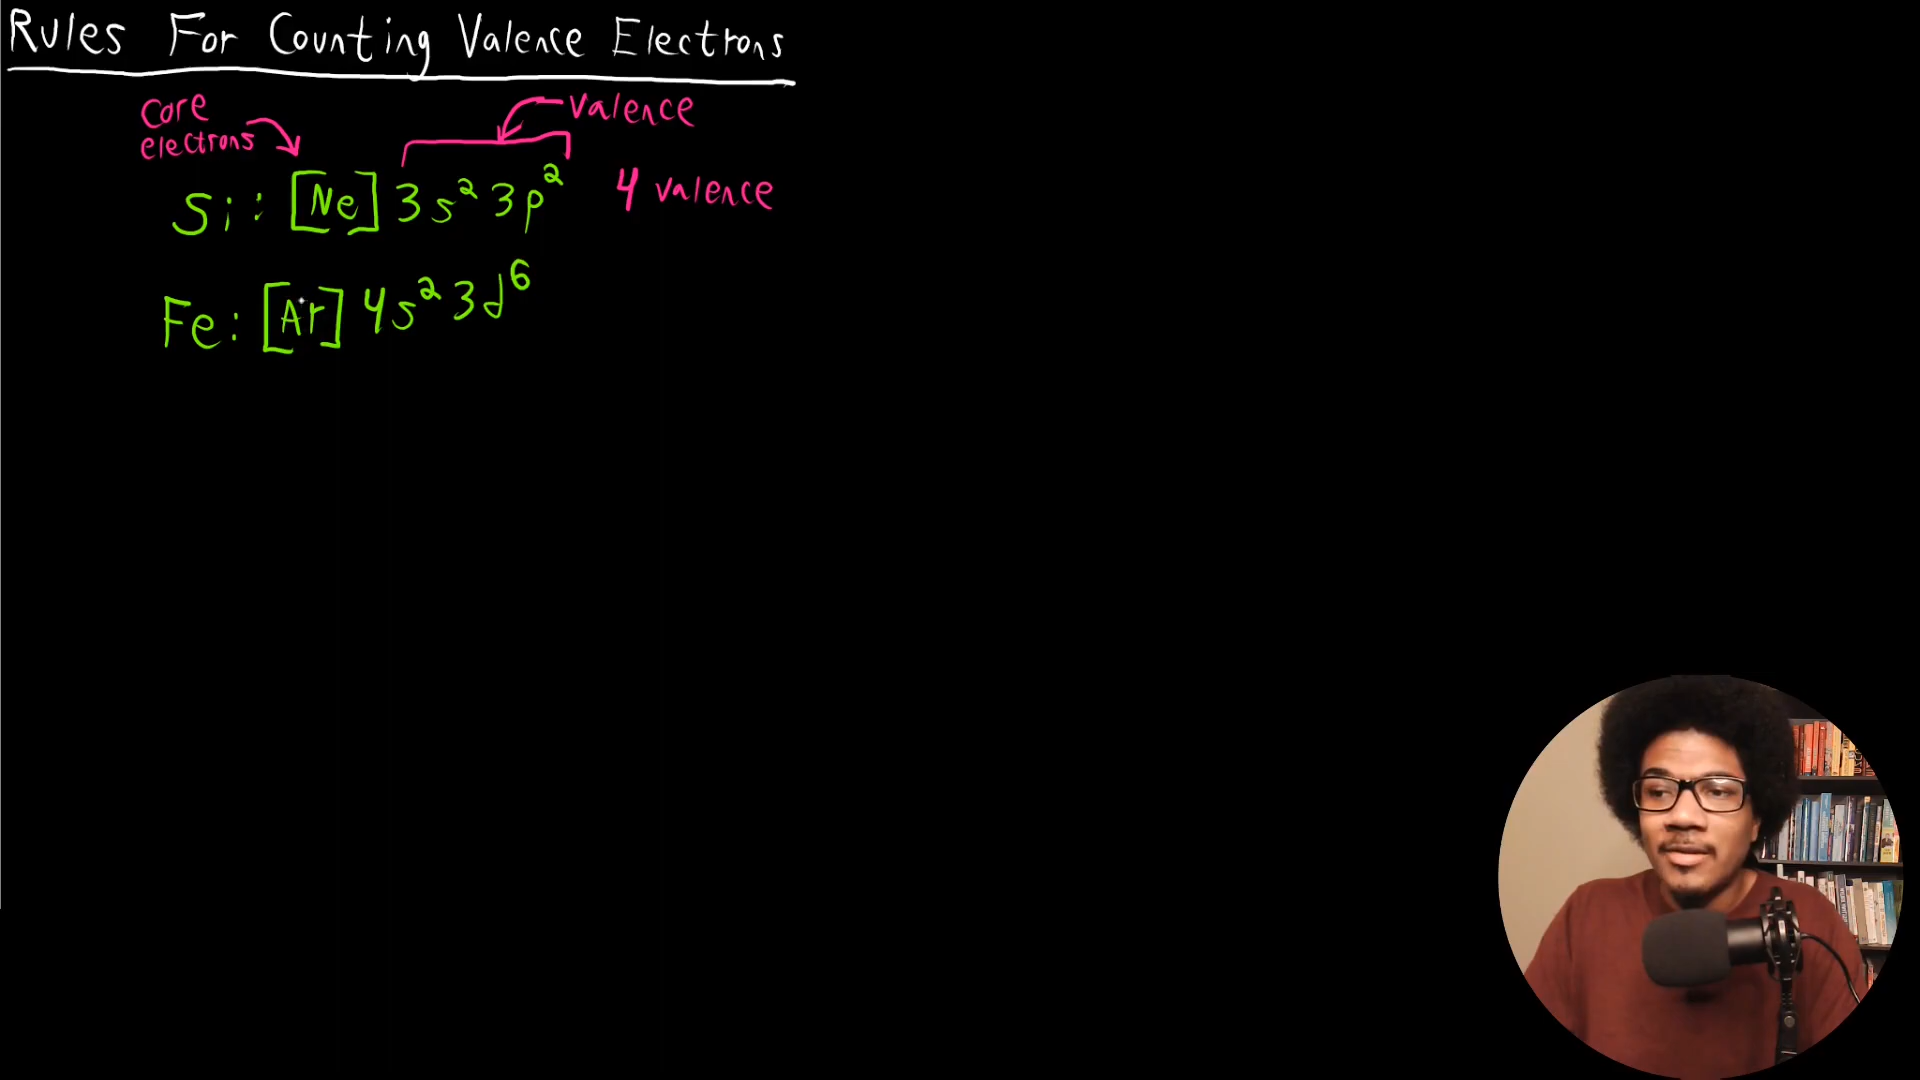 Rules For Counting Valence Electrons
core
electrons
valence
Si: [Ne] 3s² 3p² 4 valence
Fe: [Ar] 4s² 3d⁶